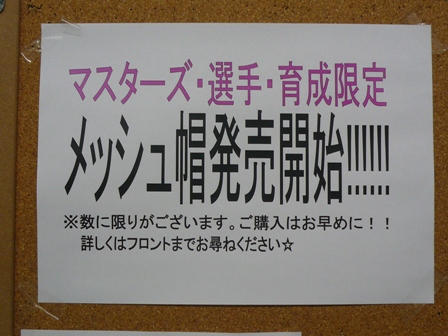 マスターズ・選手・育成限定
メッシュ帽発売開始!!!!!!
※数に限りがございます。ご購入はお早めに！！
詳しくはフロントまでお尋ねください☆